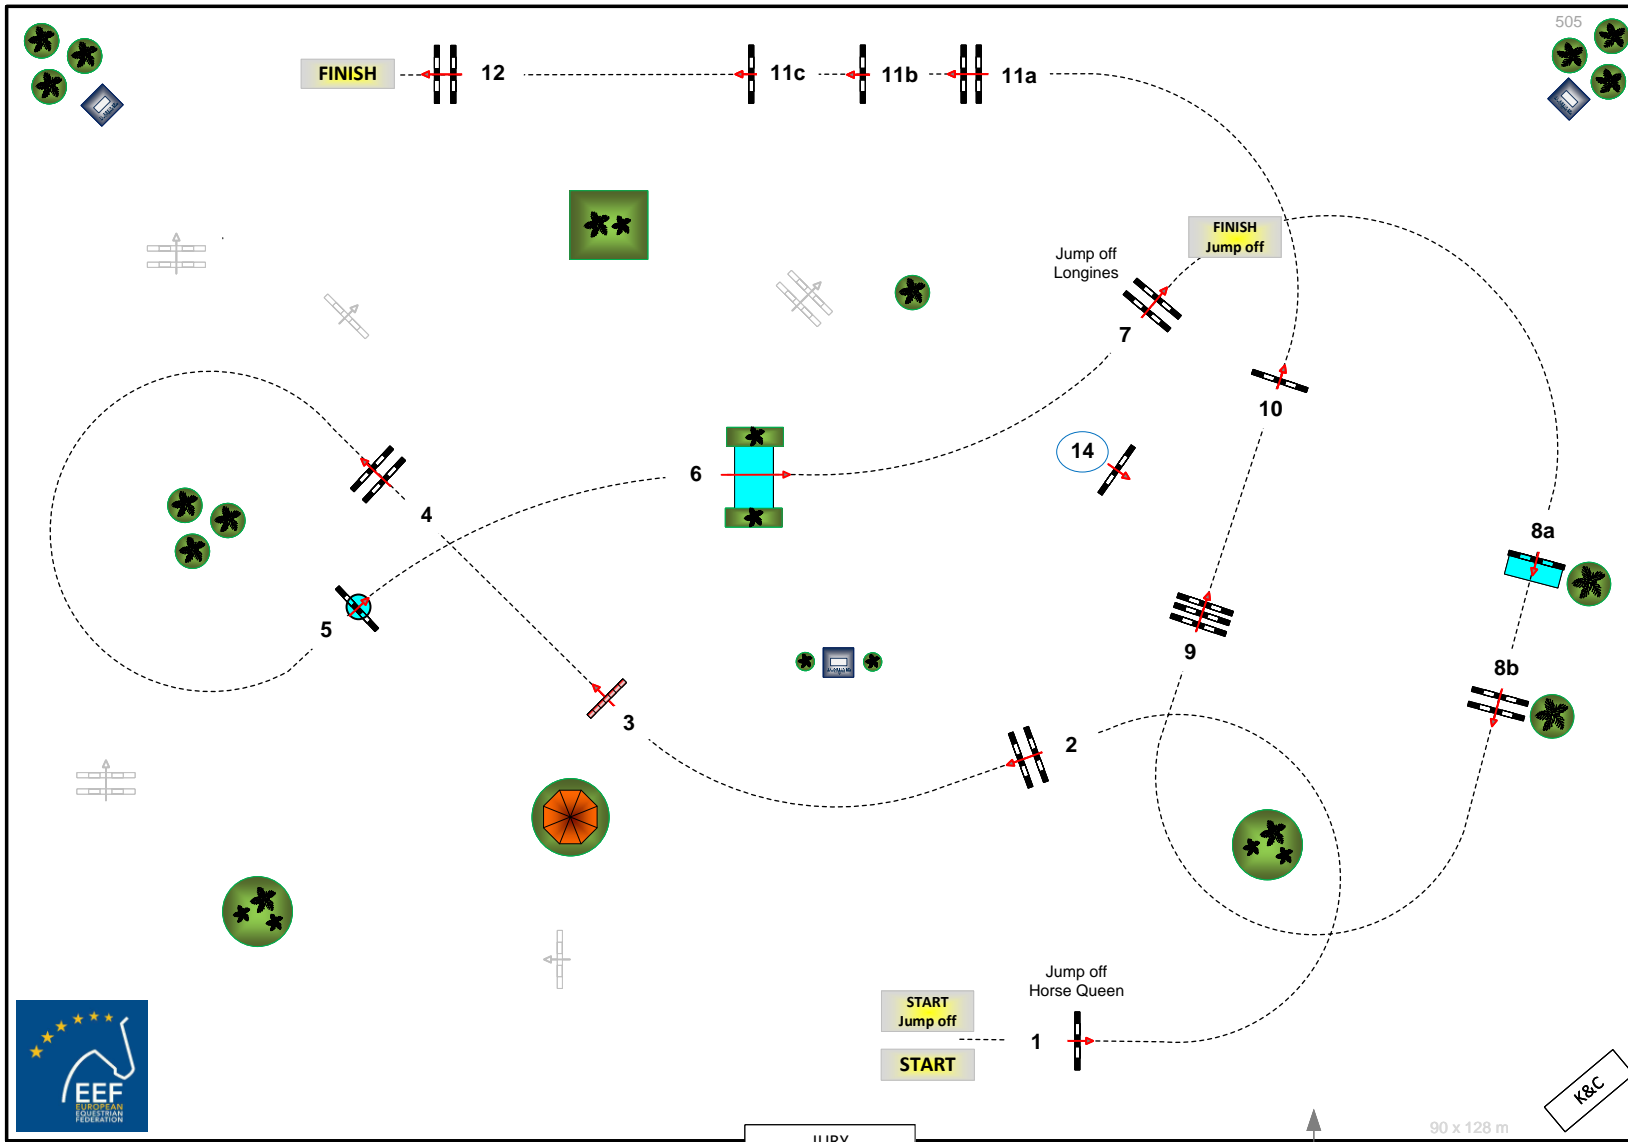 505
FINISH
12
11c
11b
11a
FINISH
Jump off
Jump off
Longines
7
10
14
6
4
8a
5
9
8b
3
2
Jump off
Horse Queen
START
Jump off
1
START
EEF
EUROPEAN
EQUESTRIAN
FEDERATION
K&C
90 x 128 m
JURY